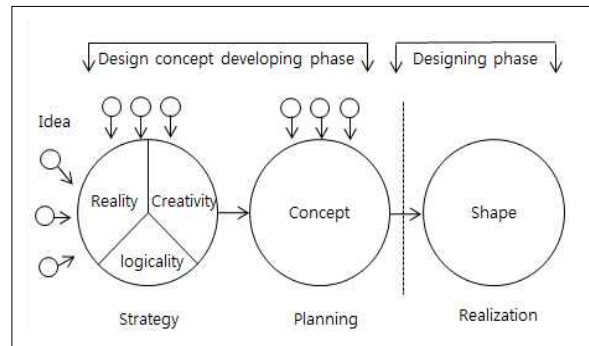 Design concept developing phase
Designing phase
Idea
Reality
Creativity
logicality
Concept
Shape
Strategy
Planning
Realization